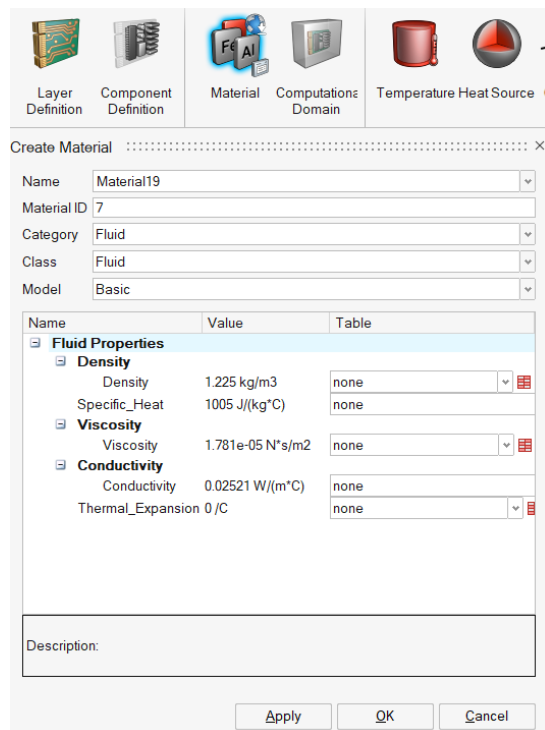 Fe Al
Layer Definition
Component Definition
Material
Computationa Domain
Temperature
Heat Source
Create Material
Name Material19
Material ID 7
Category Fluid
Class Fluid
Model Basic
Name Value Table
Fluid Properties
Density
Density 1.225 kg/m3 none
Specific_Heat 1005 J/(kg*C) none
Viscosity
Viscosity 1.781e-05 N*s/m2 none
Conductivity
Conductivity 0.02521 W/(m*C) none
Thermal_Expansion 0 /C none
Description:
Apply OK Cancel